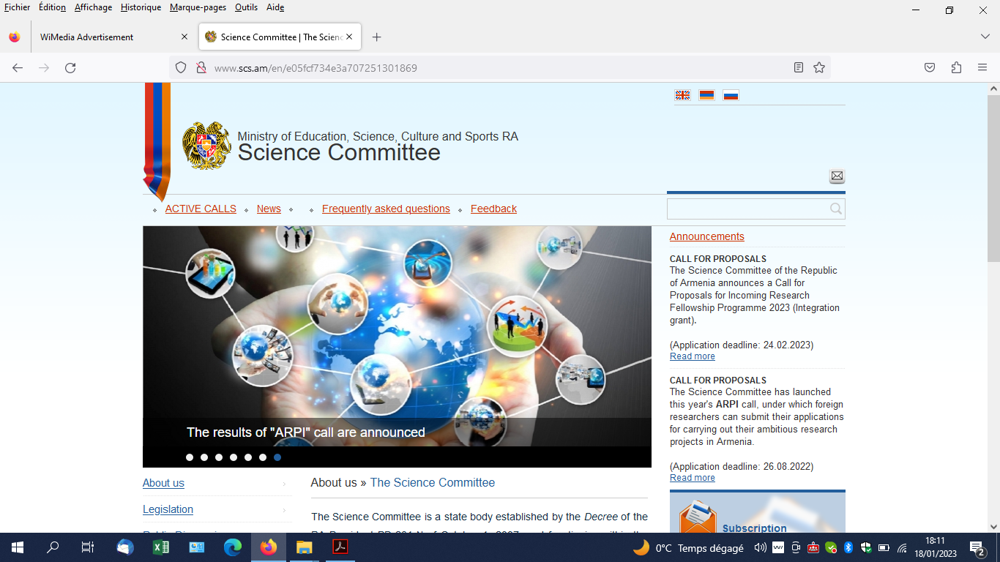 Fichier Édition Affichage Historique Marque-pages Outils Aide
WiMedia Advertisement
Science Committee | The Scienc
www.scs.am/en/e05fcf734e3a707251301869
Ministry of Education, Science, Culture and Sports RA
Science Committee
ACTIVE CALLS News Frequently asked questions Feedback
The results of "ARPI" call are announced
Announcements
CALL FOR PROPOSALS
The Science Committee of the Republic
of Armenia announces a Call for
Proposals for Incoming Research
Fellowship Programme 2023 (Integration
grant).
(Application deadline: 24.02.2023)
Read more
CALL FOR PROPOSALS
The Science Committee has launched
this year's ARPI call, under which foreign
researchers can submit their applications
for carrying out their ambitious research
projects in Armenia.
(Application deadline: 26.08.2022)
Read more
Subscription
About us
Legislation
About us » The Science Committee
The Science Committee is a state body established by the Decree of the
0°C Temps dégagé
18:11
18/01/2023
2